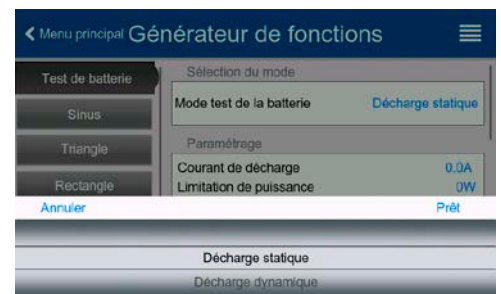 Menu principal Générateur de fonctions
Test de batterie
Sinus
Triangle
Rectangle
Sélection du mode
Mode test de la batterie Décharge statique
Paramétrage
Courant de décharge 0.0A
Limitation de puissance 0W
Annuler Prêt
Décharge statique
Décharge dynamique